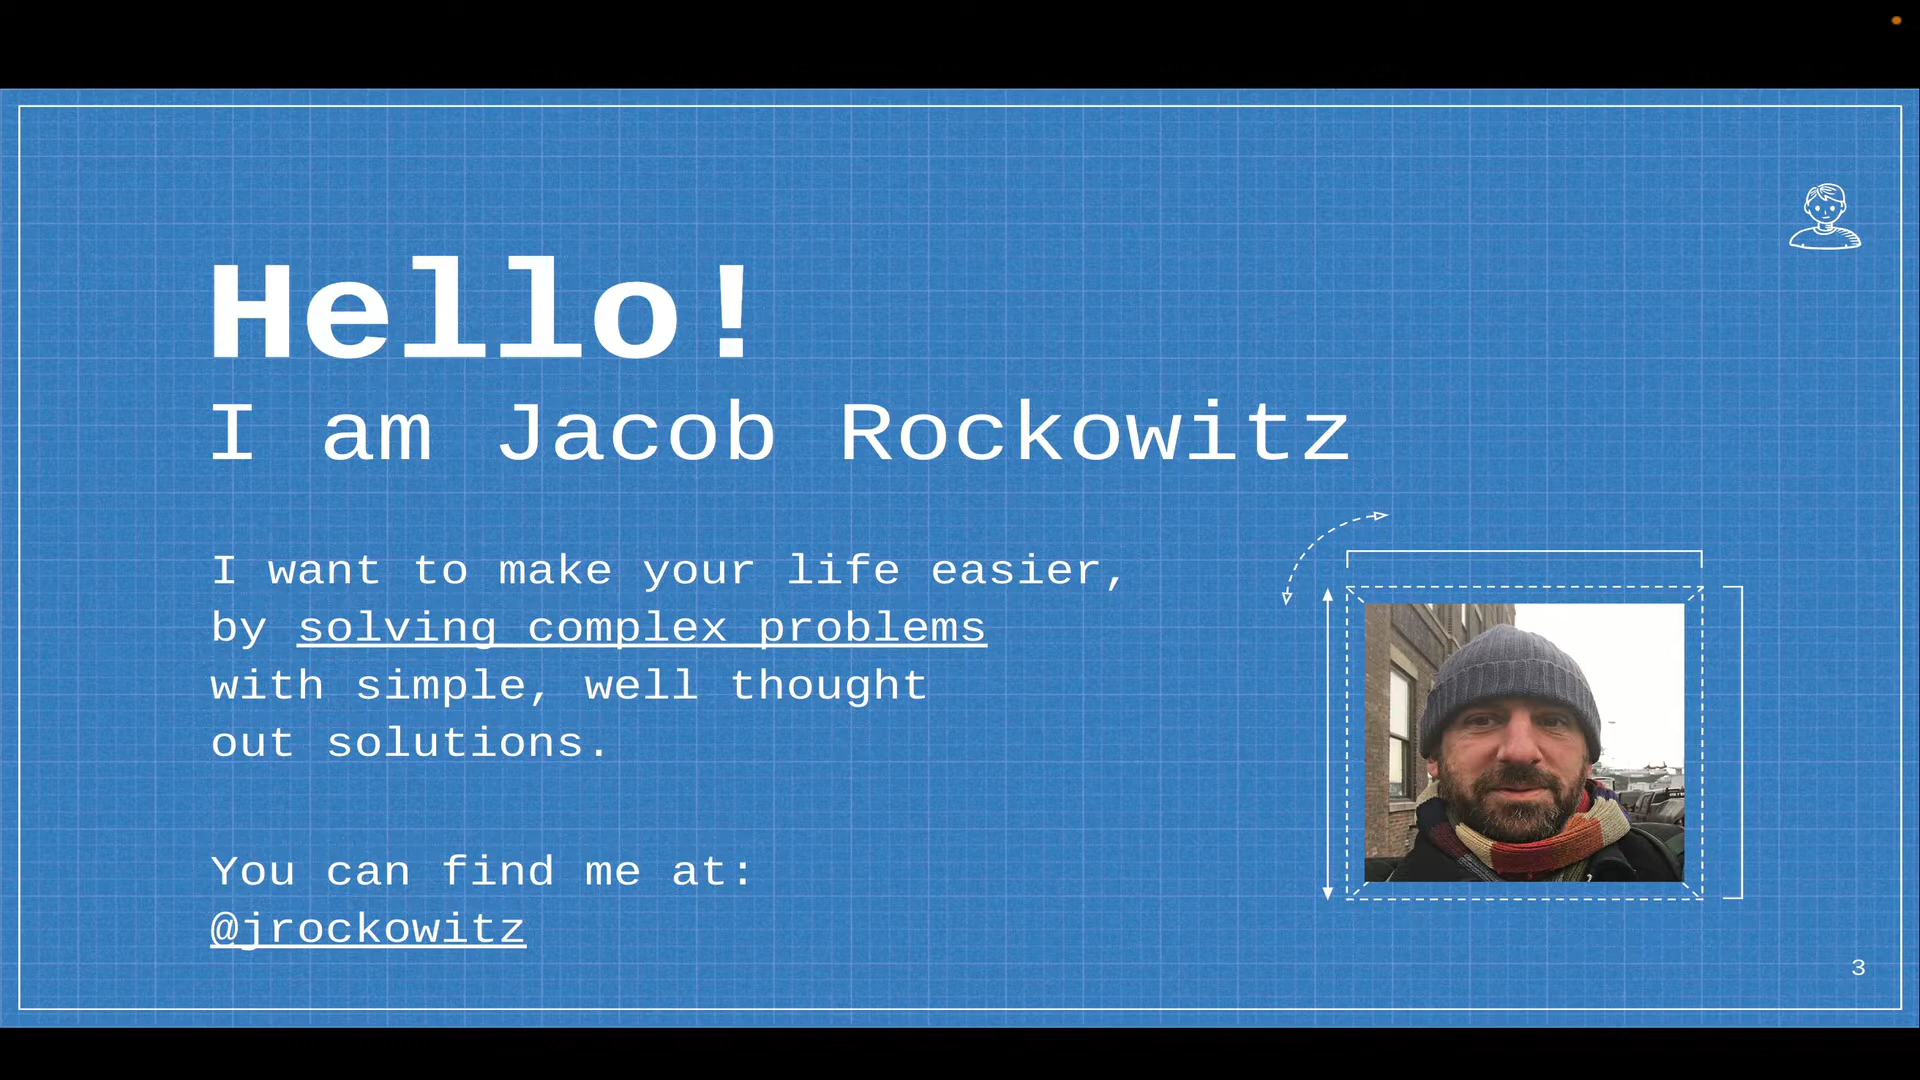 Hello!
I am Jacob Rockowitz
I want to make your life easier,
by solving complex problems
with simple, well thought
out solutions.
You can find me at:
@jrockowitz
3